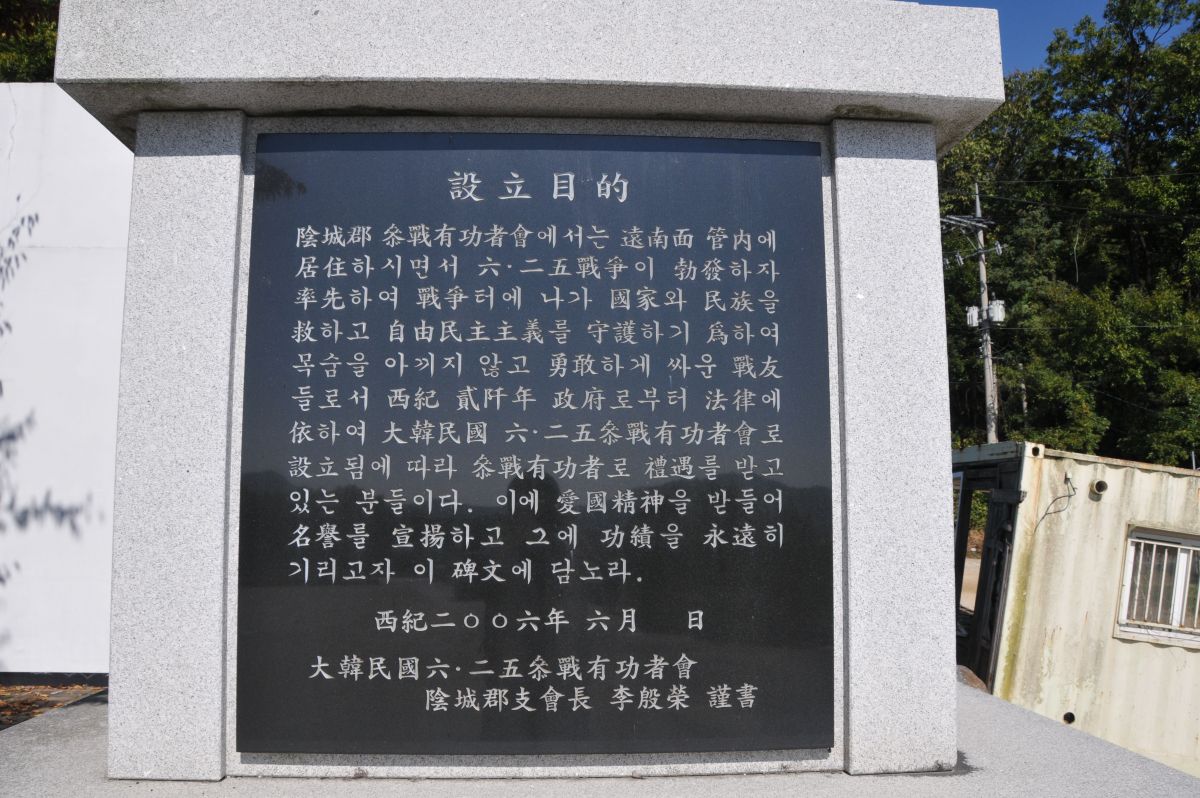 設立目的
陰城郡 叅戰有功者會에서는 遠南面 管內에
居住하시면서 六·二五戰爭이 勃發하자
率先하여 戰爭터에 나가 國家와 民族을
救하고 自由民主主義를 守護하기 爲하여
목숨을 아끼지 않고 勇敢하게 싸운 戰友
들로서 西紀 貳阡年 政府로부터 法律에
依하여 大韓民國 六·二五叅戰有功者會로
設立됨에 따라 叅戰有功者로 禮遇를 받고
있는 분들이다. 이에 愛國精神을 받들어
名譽를 宣揚하고 그에 功績을 永遠히
기리고자 이 碑文에 담노라.
西紀二○○六年 六月 日
大韓民國六·二五叅戰有功者會
陰城郡支會長 李殷榮 謹書